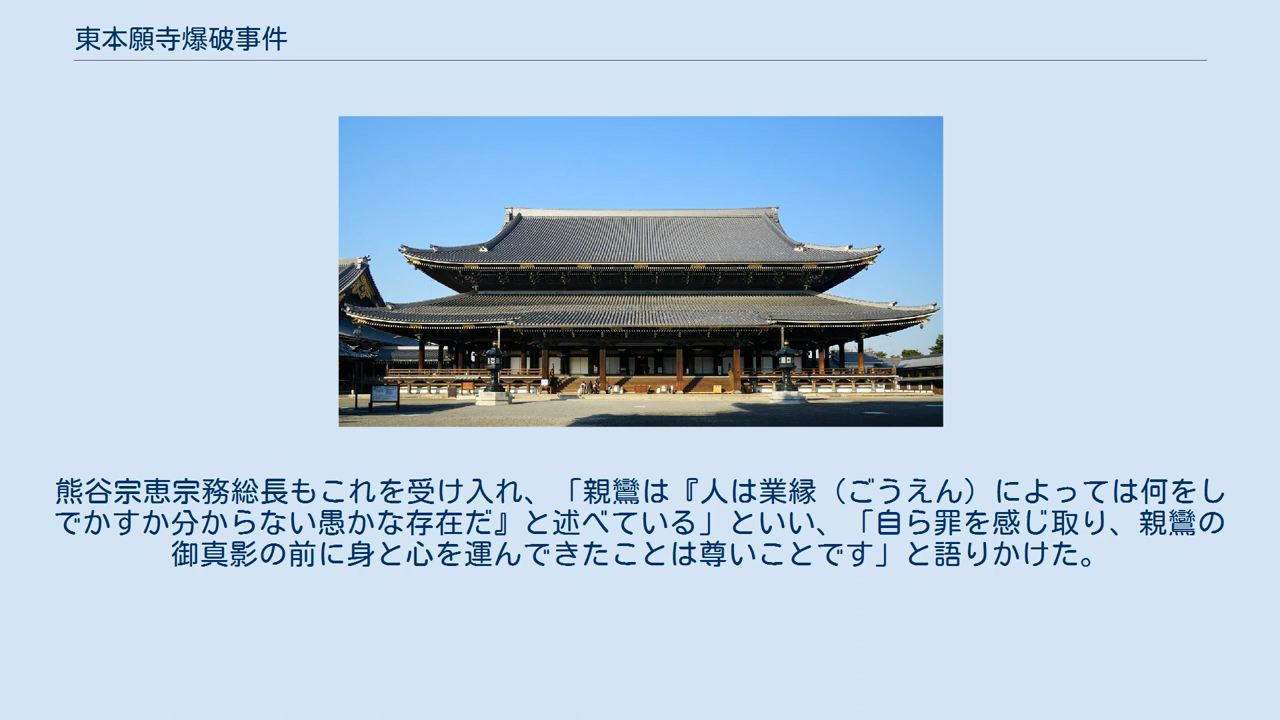 東本願寺爆破事件
熊谷宗恵宗務総長もこれを受け入れ、「親鸞は『人は業縁（ごうえん）によっては何をし
でかすか分からない愚かな存在だ』と述べている」といい、「自ら罪を感じ取り、親鸞の
御真影の前に身と心を運んできたことは尊いことです」と語りかけた。